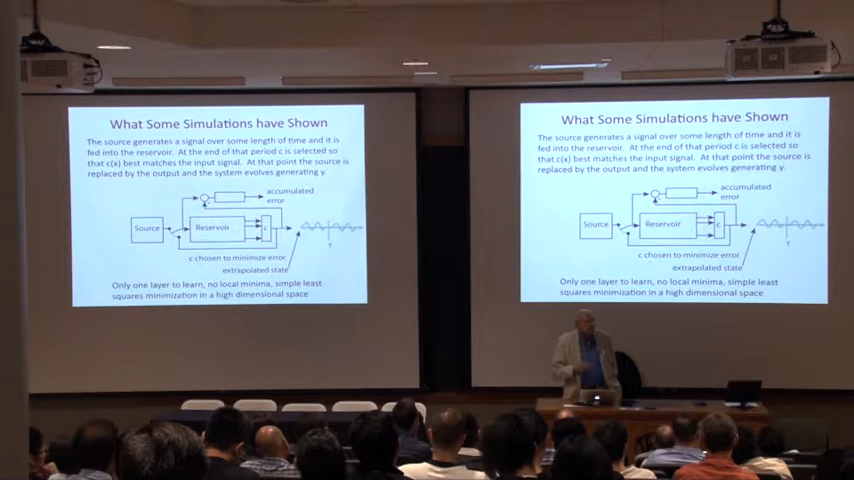 What Some Simulations have Shown
The source generates a signal over some length of time and it is
fed into the reservoir. At the end of that period c is selected so
that c(x) best matches the input signal. At that point the source is
replaced by the output and the system evolves generating y.
accumulated
error
Source
Reservoir
c
T
c chosen to minimize error
extrapolated state
Only one layer to learn, no local minima, simple least
squares minimization in a high dimensional space
What Some Simulations have Shown
The source generates a signal over some length of time and it is
fed into the reservoir. At the end of that period c is selected so
that c(x) best matches the input signal. At that point the source is
replaced by the output and the system evolves generating y.
accumulated
error
Source
Reservoir
c
T
c chosen to minimize error
extrapolated state
Only one layer to learn, no local minima, simple least
squares minimization in a high dimensional space